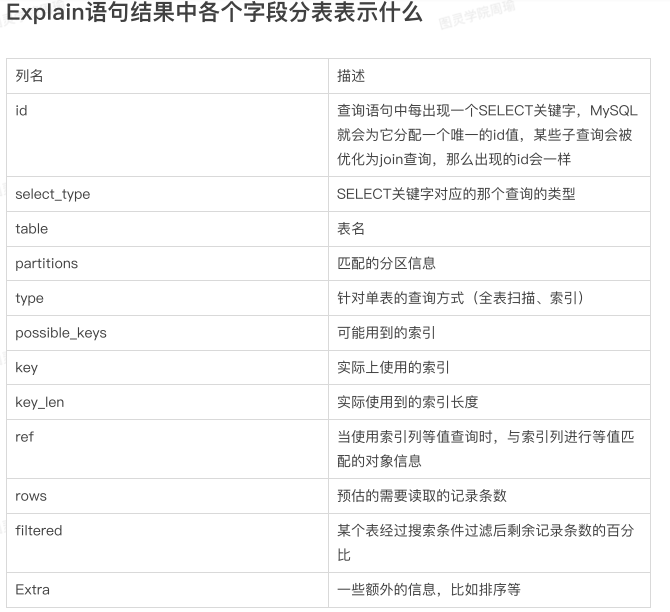 Explain语句结果中各个字段分表表示什么
图灵学院周瑜
列名 描述
id 查询语句中每出现一个SELECT关键字，MySQL
就会为它分配一个唯一的id值，某些子查询会被
优化为join查询，那么出现的id会一样
select_type SELECT关键字对应的那个查询的类型
table 表名
partitions 匹配的分区信息
type 针对单表的查询方式（全表扫描、索引）
possible_keys 可能用到的索引
key 实际上使用的索引
key_len 实际使用到的索引长度
ref 当使用索引列等值查询时，与索引列进行等值匹
配的对象信息
rows 预估的需要读取的记录条数
filtered 某个表经过搜索条件过滤后剩余记录条数的百分
比
Extra 一些额外的信息，比如排序等